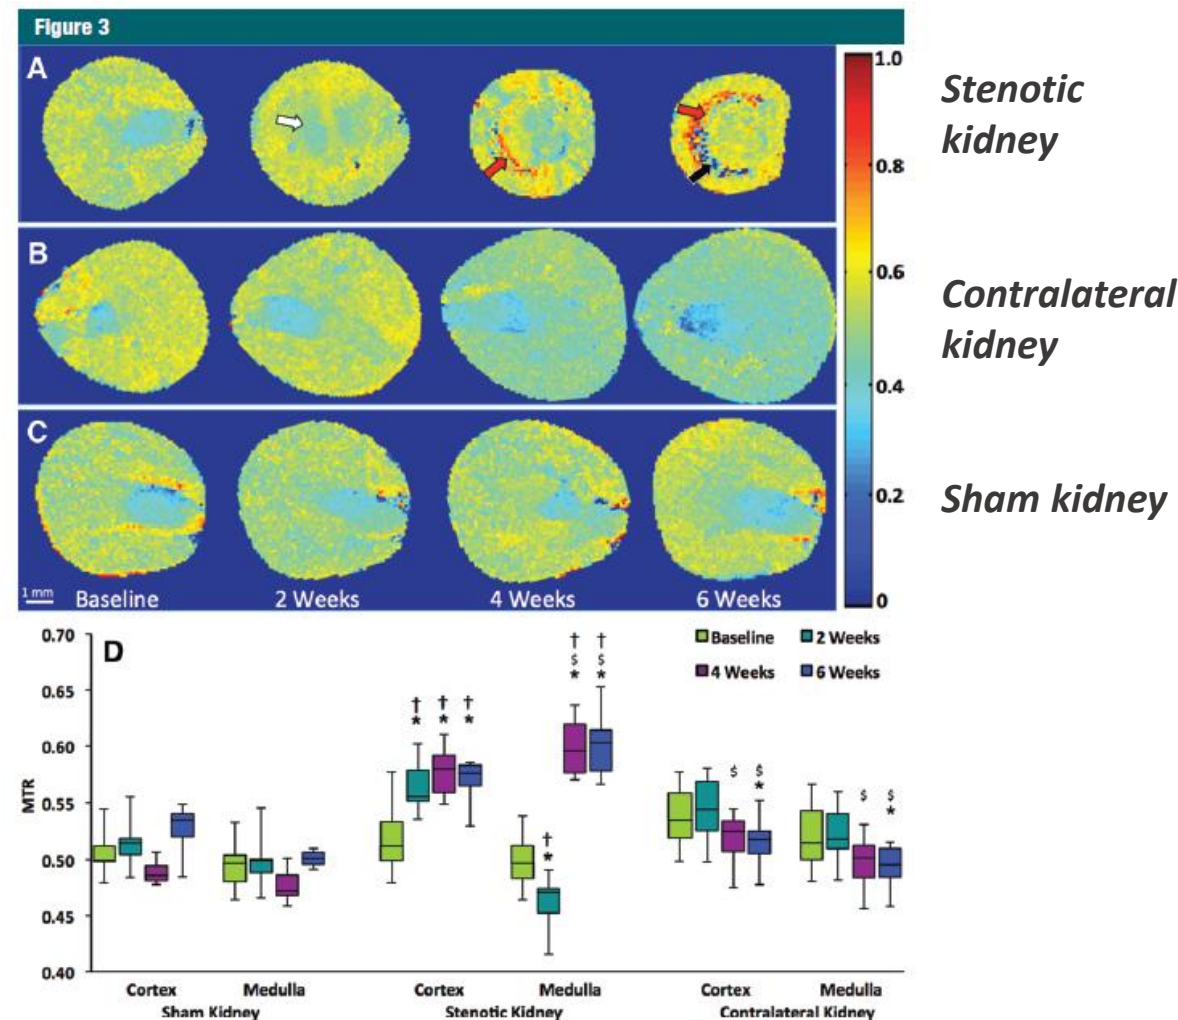 Figure 3
A
1.0
0.8
0.6
0.4
0.2
0
Stenotic
kidney
B
Contralateral
kidney
C
Sham kidney
1 mm Baseline 2 Weeks 4 Weeks 6 Weeks
D
Baseline 2 Weeks
4 Weeks 6 Weeks
MTR
0.70
0.65
0.60
0.55
0.50
0.45
0.40
† † † † † †
$ $ $ $ $ $
* * * * * * * *
Cortex Medulla Cortex Medulla Cortex Medulla
Sham Kidney Stenotic Kidney Contralateral Kidney